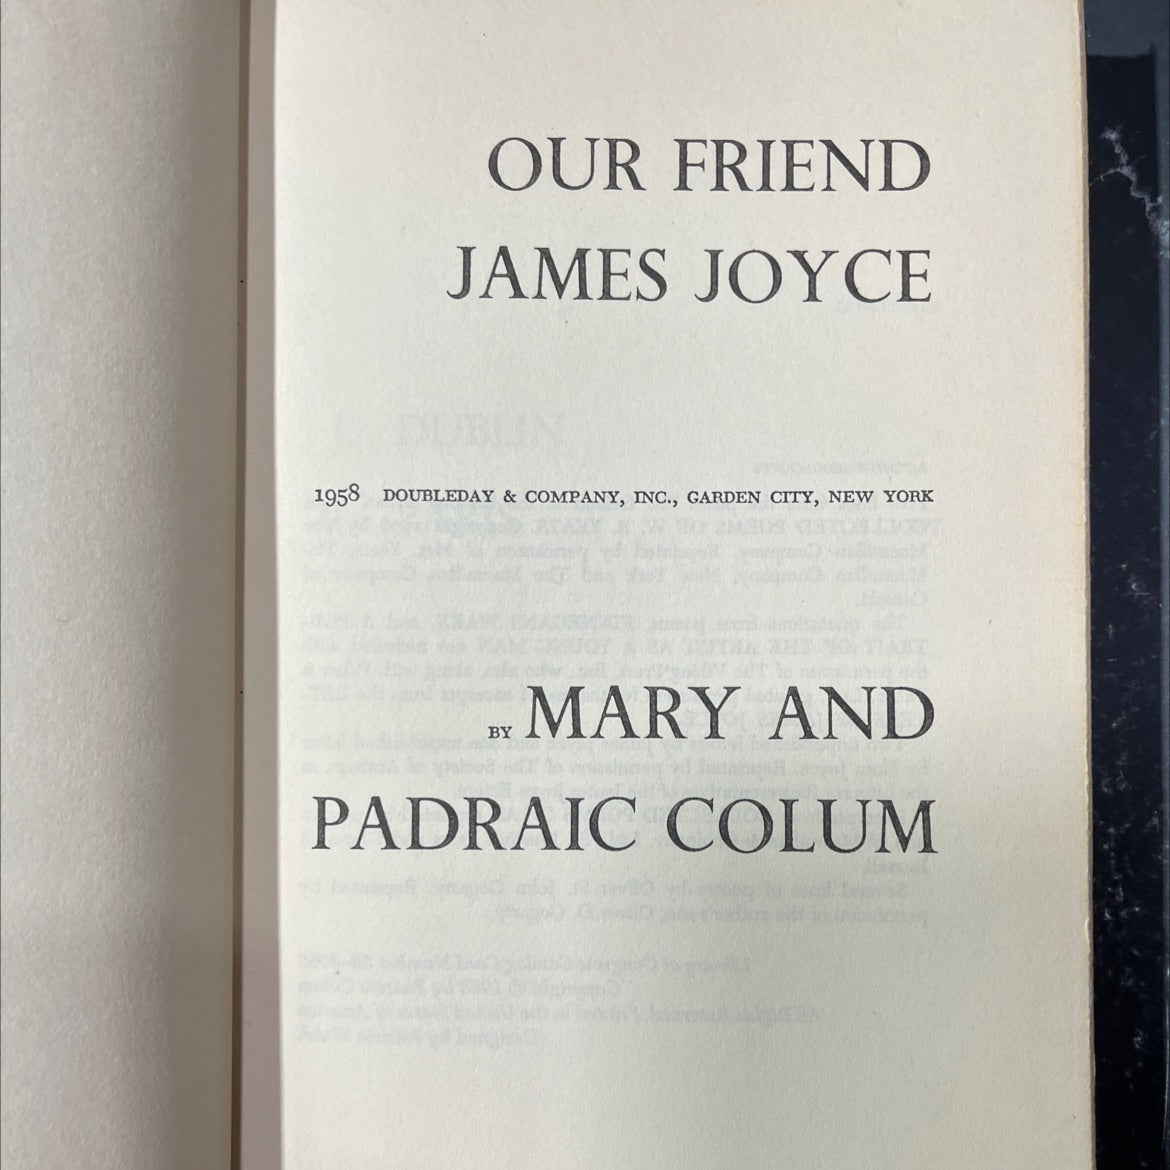 OUR FRIEND
JAMES JOYCE
1958 DOUBLEDAY & COMPANY, INC., GARDEN CITY, NEW YORK
BY MARY AND
PADRAIC COLUM